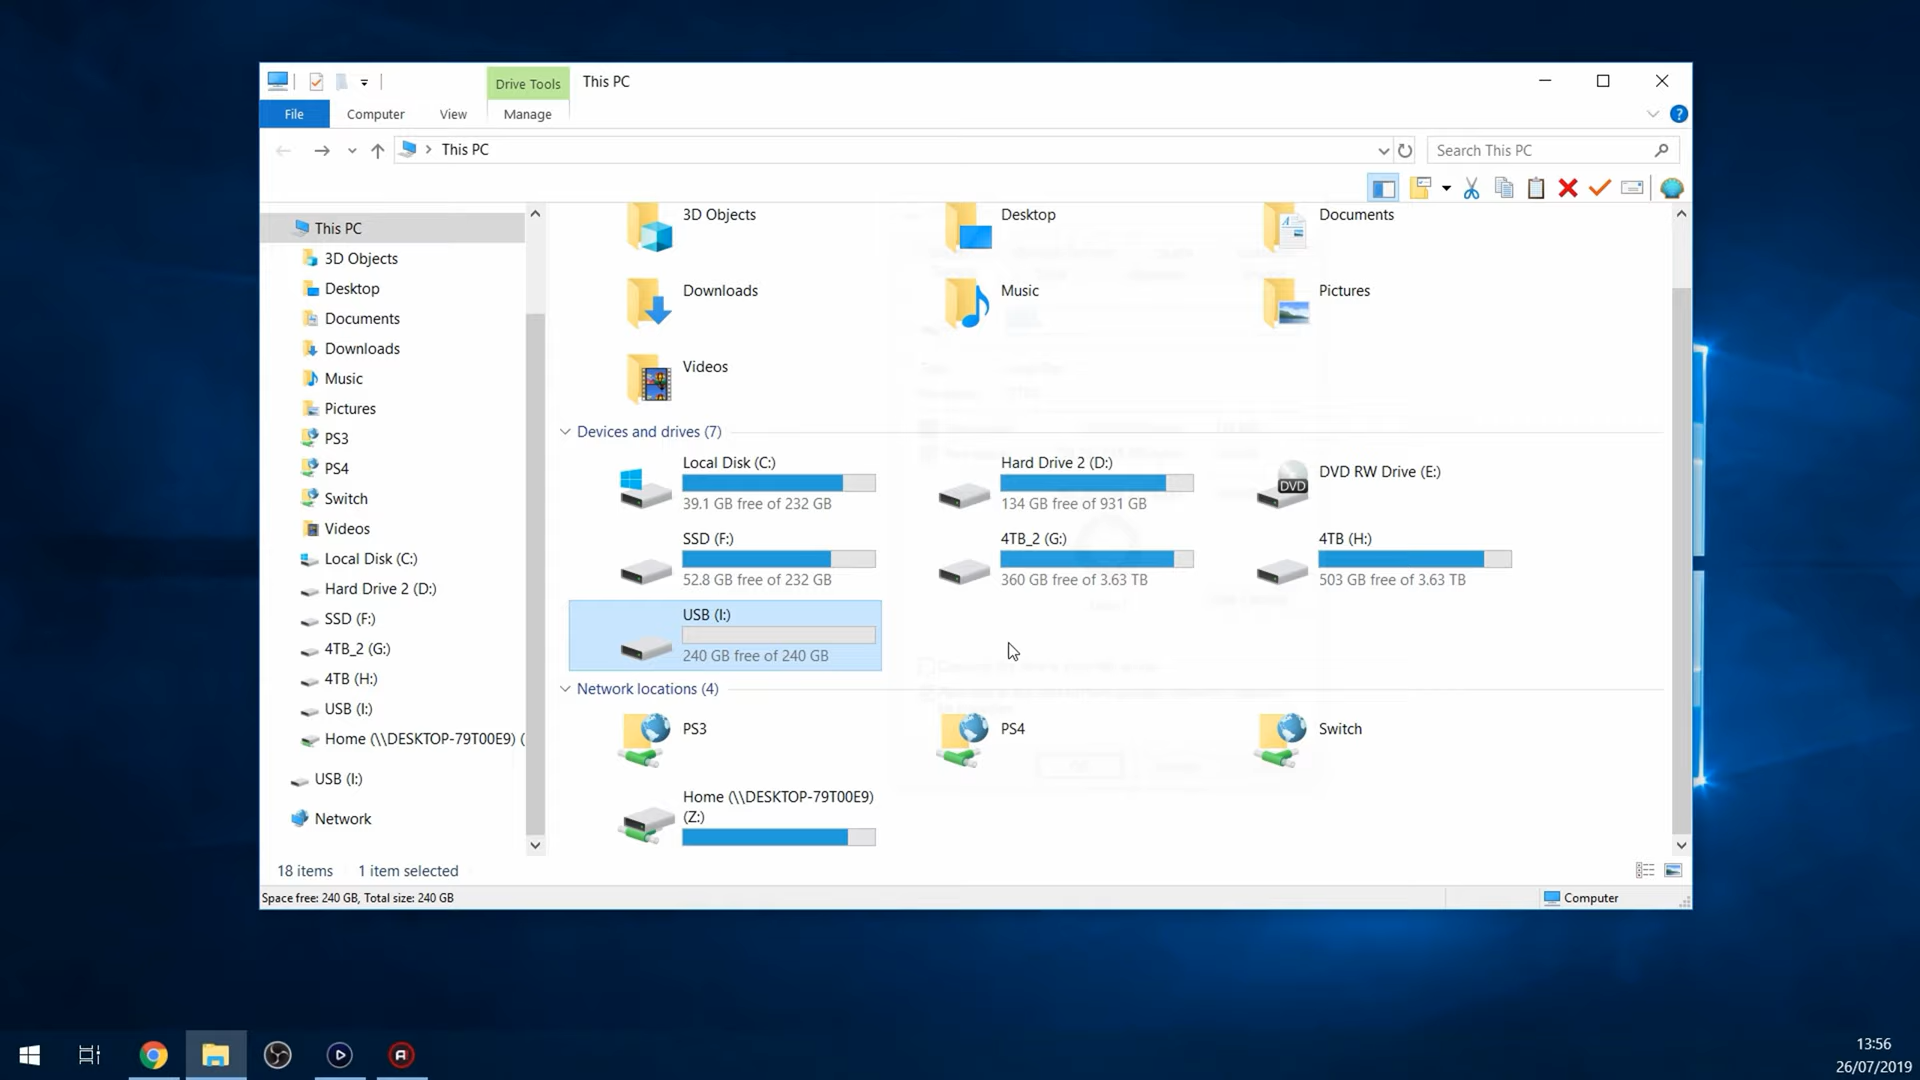 Drive Tools
This PC
File
Computer
View
Manage
This PC
Search This PC
This PC
3D Objects
Desktop
Documents
Downloads
Music
Pictures
PS3
PS4
Switch
Videos
Local Disk (C:)
Hard Drive 2 (D:)
SSD (F:)
4TB_2 (G:)
4TB (H:)
USB (I:)
Home (\\DESKTOP-79T00E9) (
USB (I:)
Network
3D Objects
Desktop
Documents
Downloads
Music
Pictures
Videos
Devices and drives (7)
Local Disk (C:)
39.1 GB free of 232 GB
Hard Drive 2 (D:)
134 GB free of 931 GB
DVD
DVD RW Drive (E:)
SSD (F:)
52.8 GB free of 232 GB
4TB_2 (G:)
360 GB free of 3.63 TB
4TB (H:)
503 GB free of 3.63 TB
USB (I:)
240 GB free of 240 GB
Network locations (4)
PS3
PS4
Switch
Home (\\DESKTOP-79T00E9)
(Z:)
18 items
1 item selected
Space free: 240 GB, Total size: 240 GB
Computer
13:56
26/07/2019